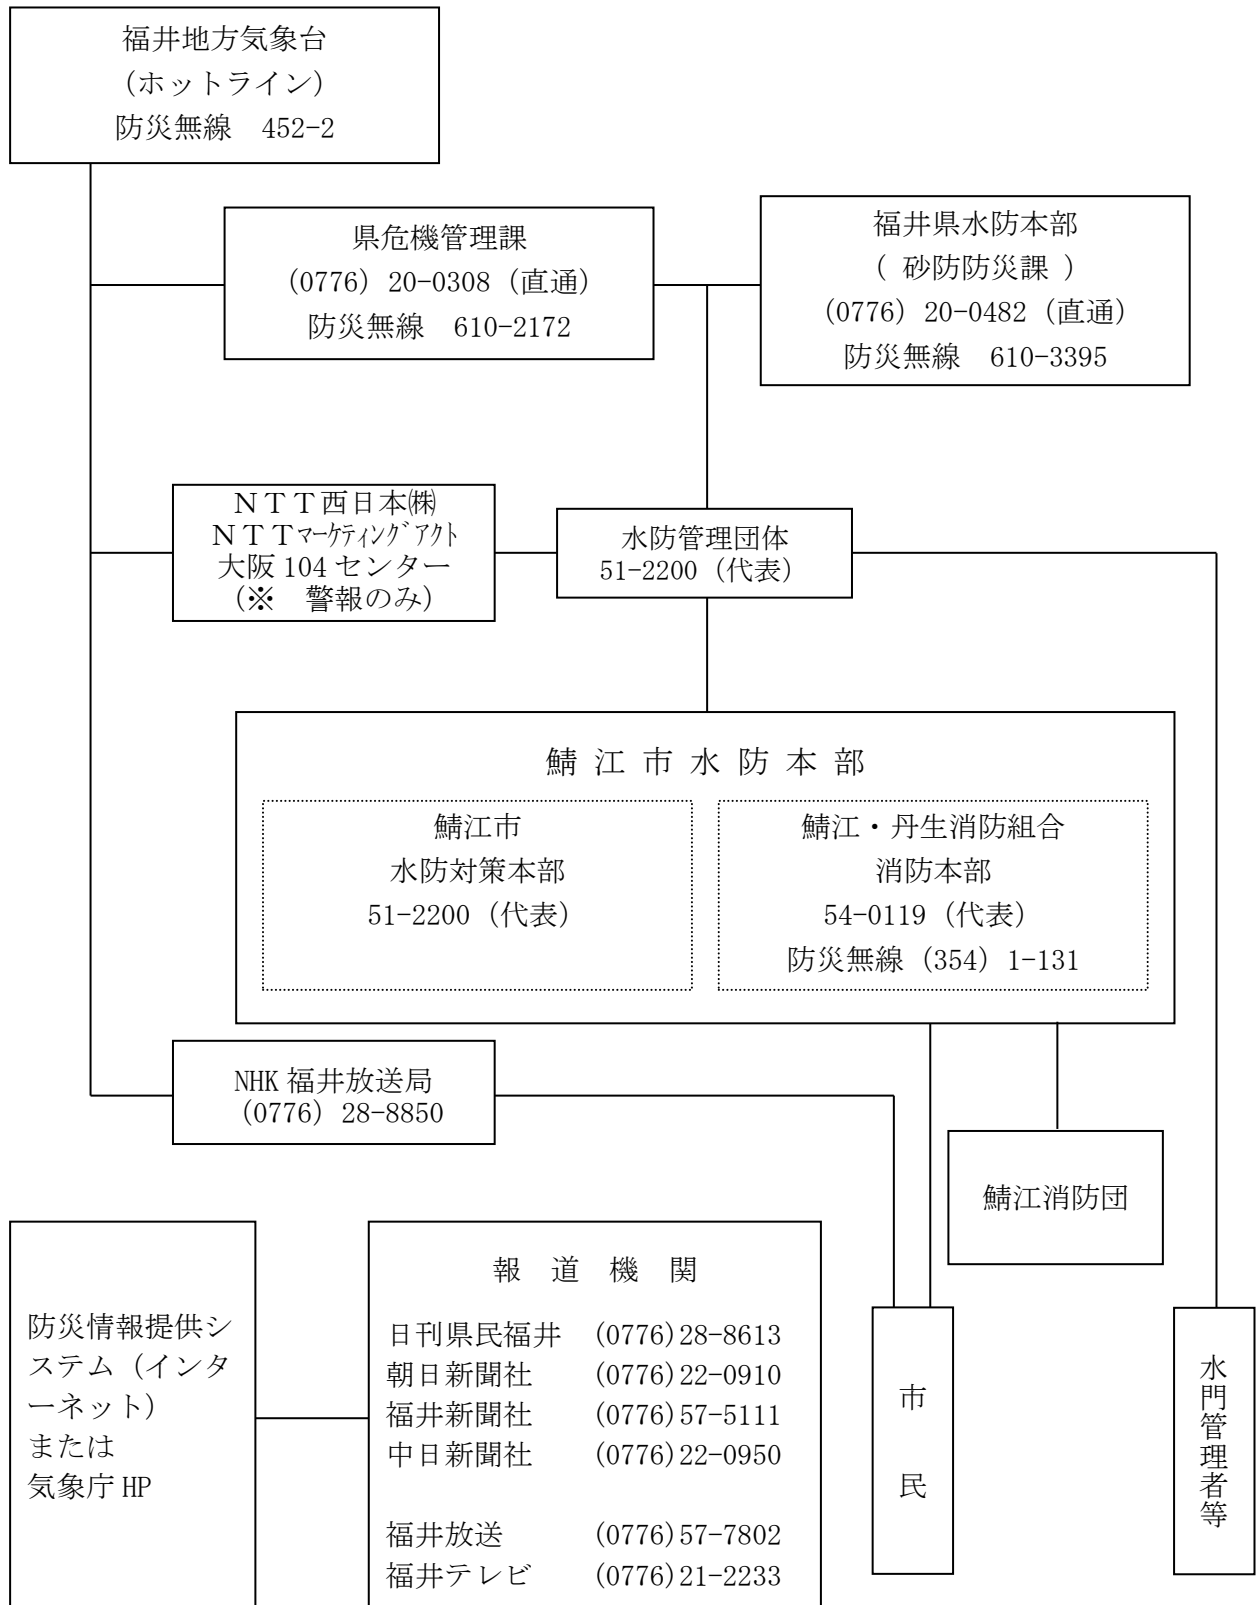 福井地方気象台
(ホットライン)
防災無線　452-2
県危機管理課
(0776) 20-0308 (直通)
防災無線　610-2172
福井県水防本部
( 砂防防災課 )
(0776) 20-0482 (直通)
防災無線　610-3395
ＮＴＴ西日本㈱
ＮＴＴﾏｰｹﾃｨﾝｸﾞｱｸﾄ
大阪 104 センター
(※　警報のみ)
水防管理団体
51-2200 (代表)
鯖 江 市 水 防 本 部
鯖江市
水防対策本部
51-2200 (代表)
鯖江・丹生消防組合
消防本部
54-0119 (代表)
防災無線 (354) 1-131
NHK 福井放送局
(0776) 28-8850
鯖江消防団
防災情報提供シ
ステム (インタ
ーネット)
または
気象庁 HP
報　道　機　関
日刊県民福井　(0776)28-8613
朝日新聞社　　(0776)22-0910
福井新聞社　　(0776)57-5111
中日新聞社　　(0776)22-0950
福井放送　　　(0776)57-7802
福井テレビ　　(0776)21-2233
市民
水門管理者等